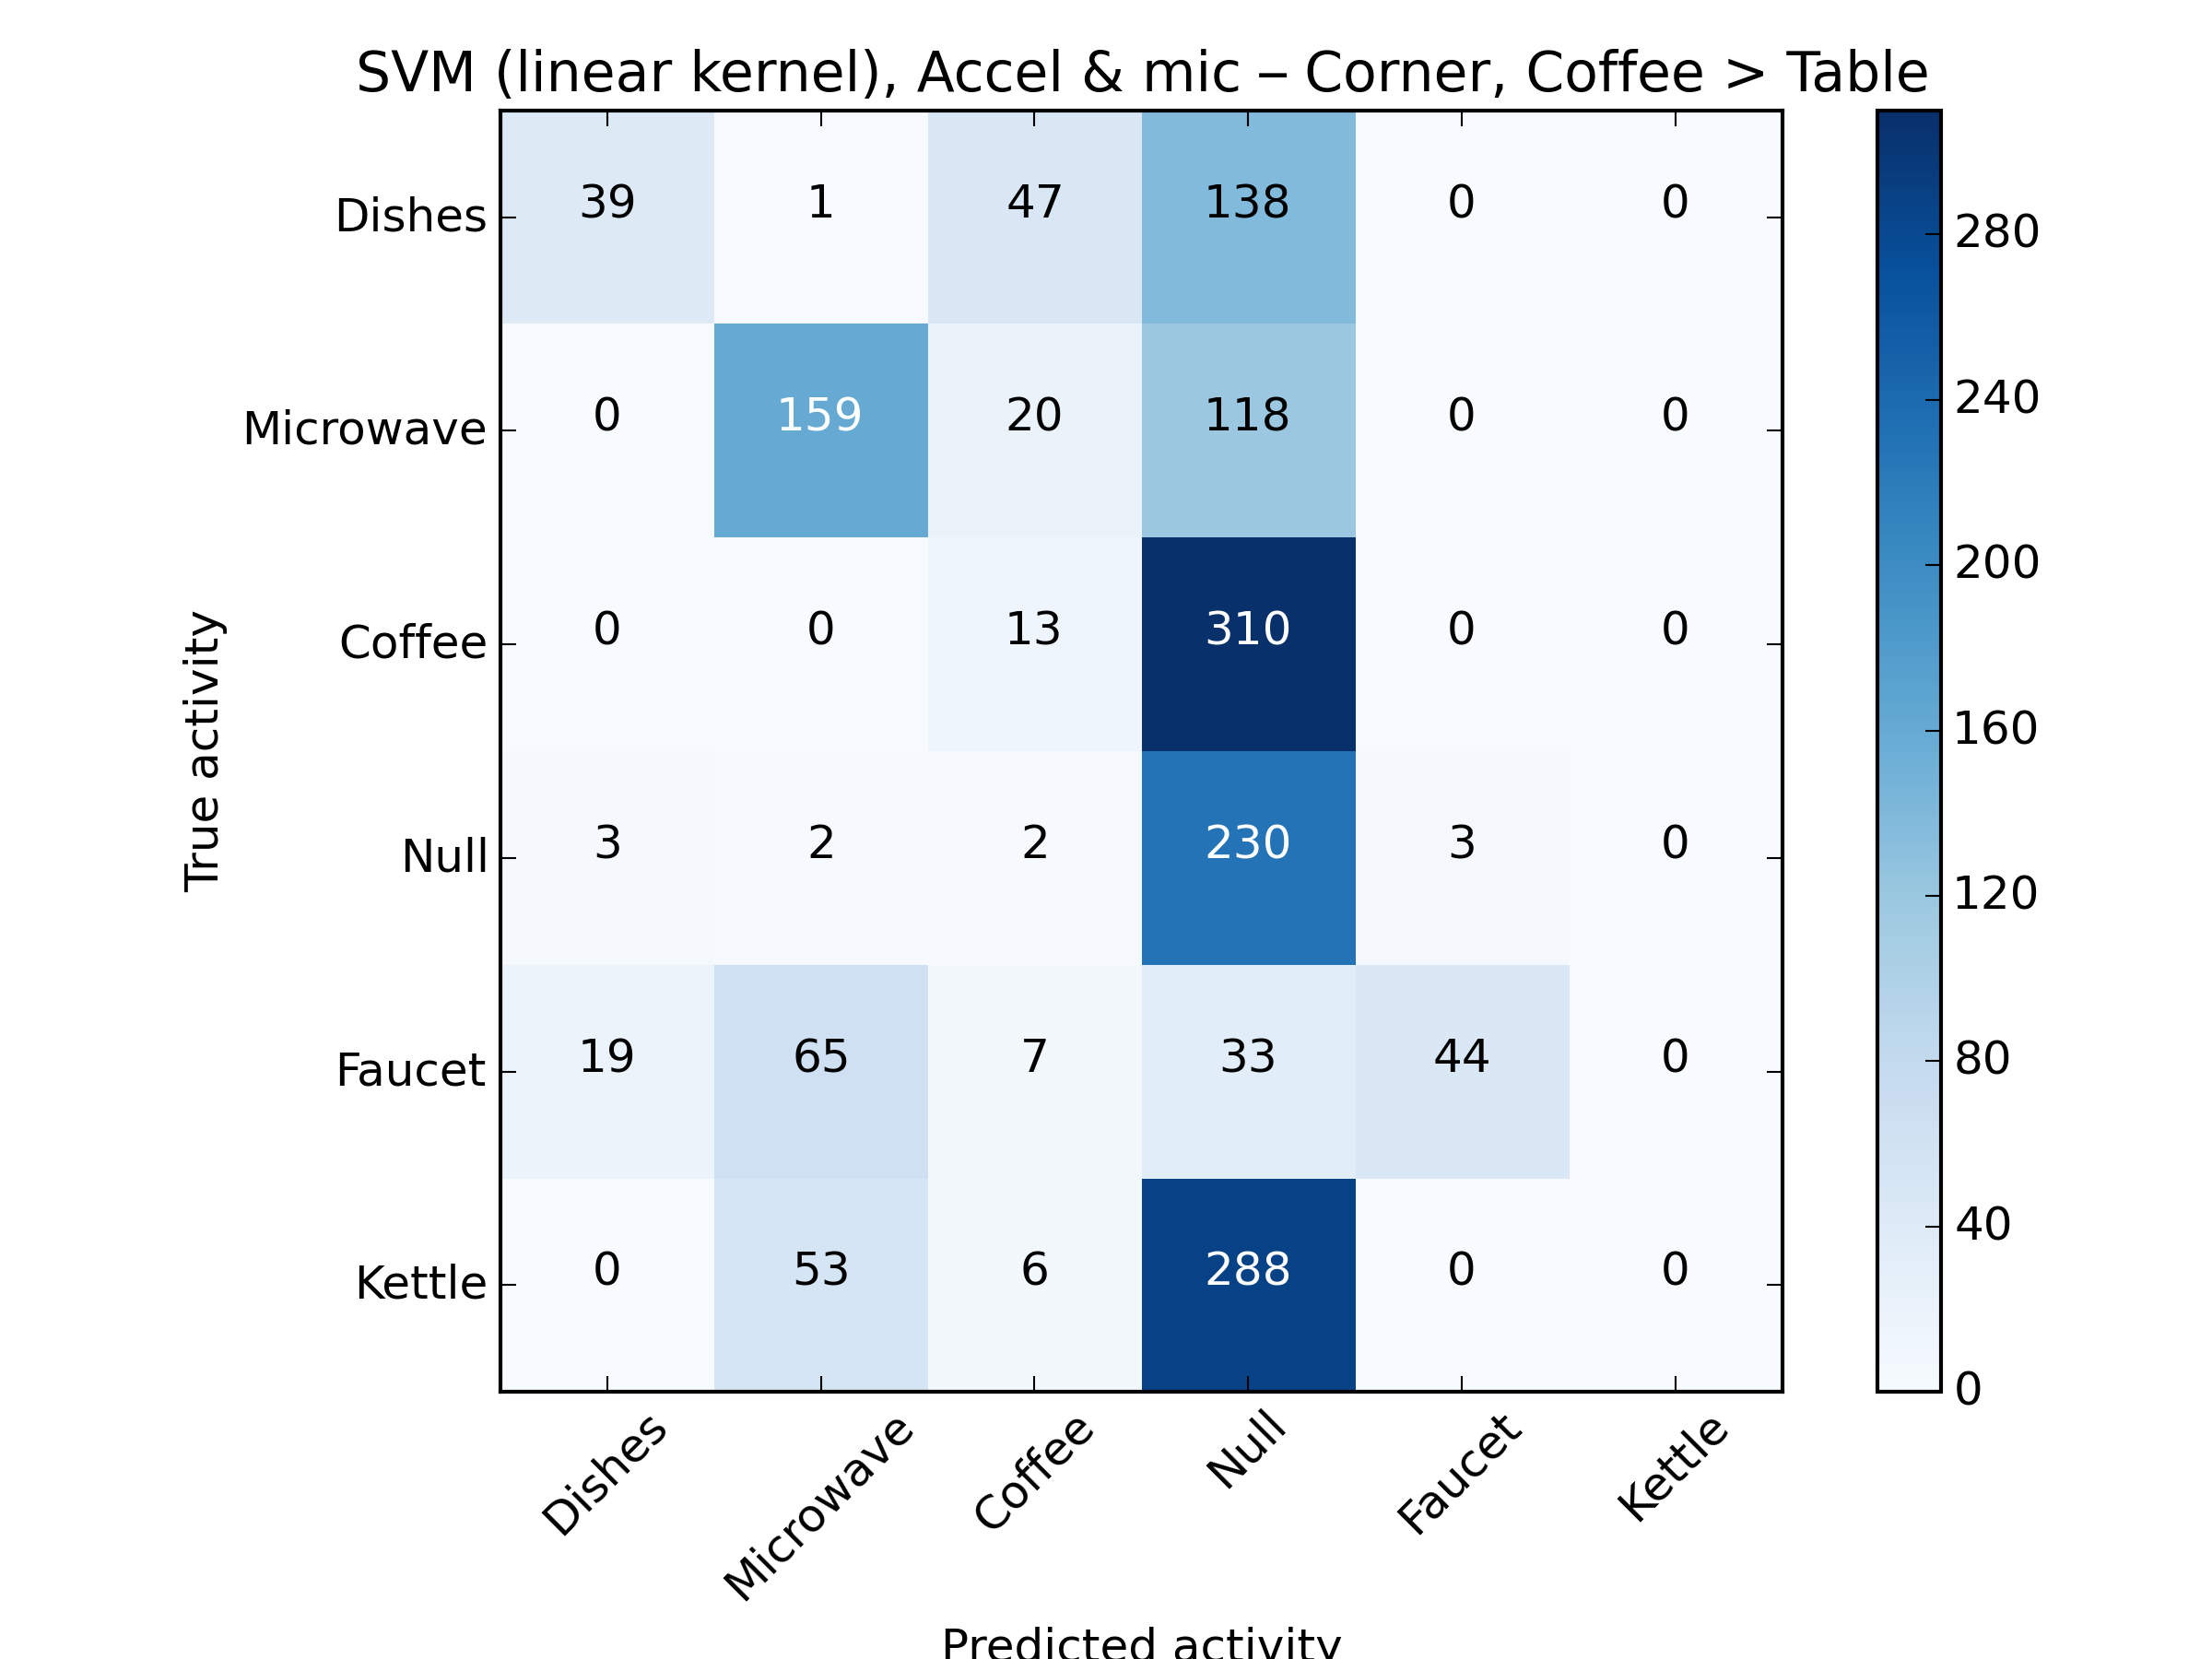 SVM (linear kernel), Accel & mic – Corner, Coffee > Table
Dishes 39 1 47 138 0 0
Microwave 0 159 20 118 0 0
Coffee 0 0 13 310 0 0
Null 3 2 2 230 3 0
Faucet 19 65 7 33 44 0
Kettle 0 53 6 288 0 0
True activity
Dishes Microwave Coffee Null Faucet Kettle
Predicted activity
280
240
200
160
120
80
40
0